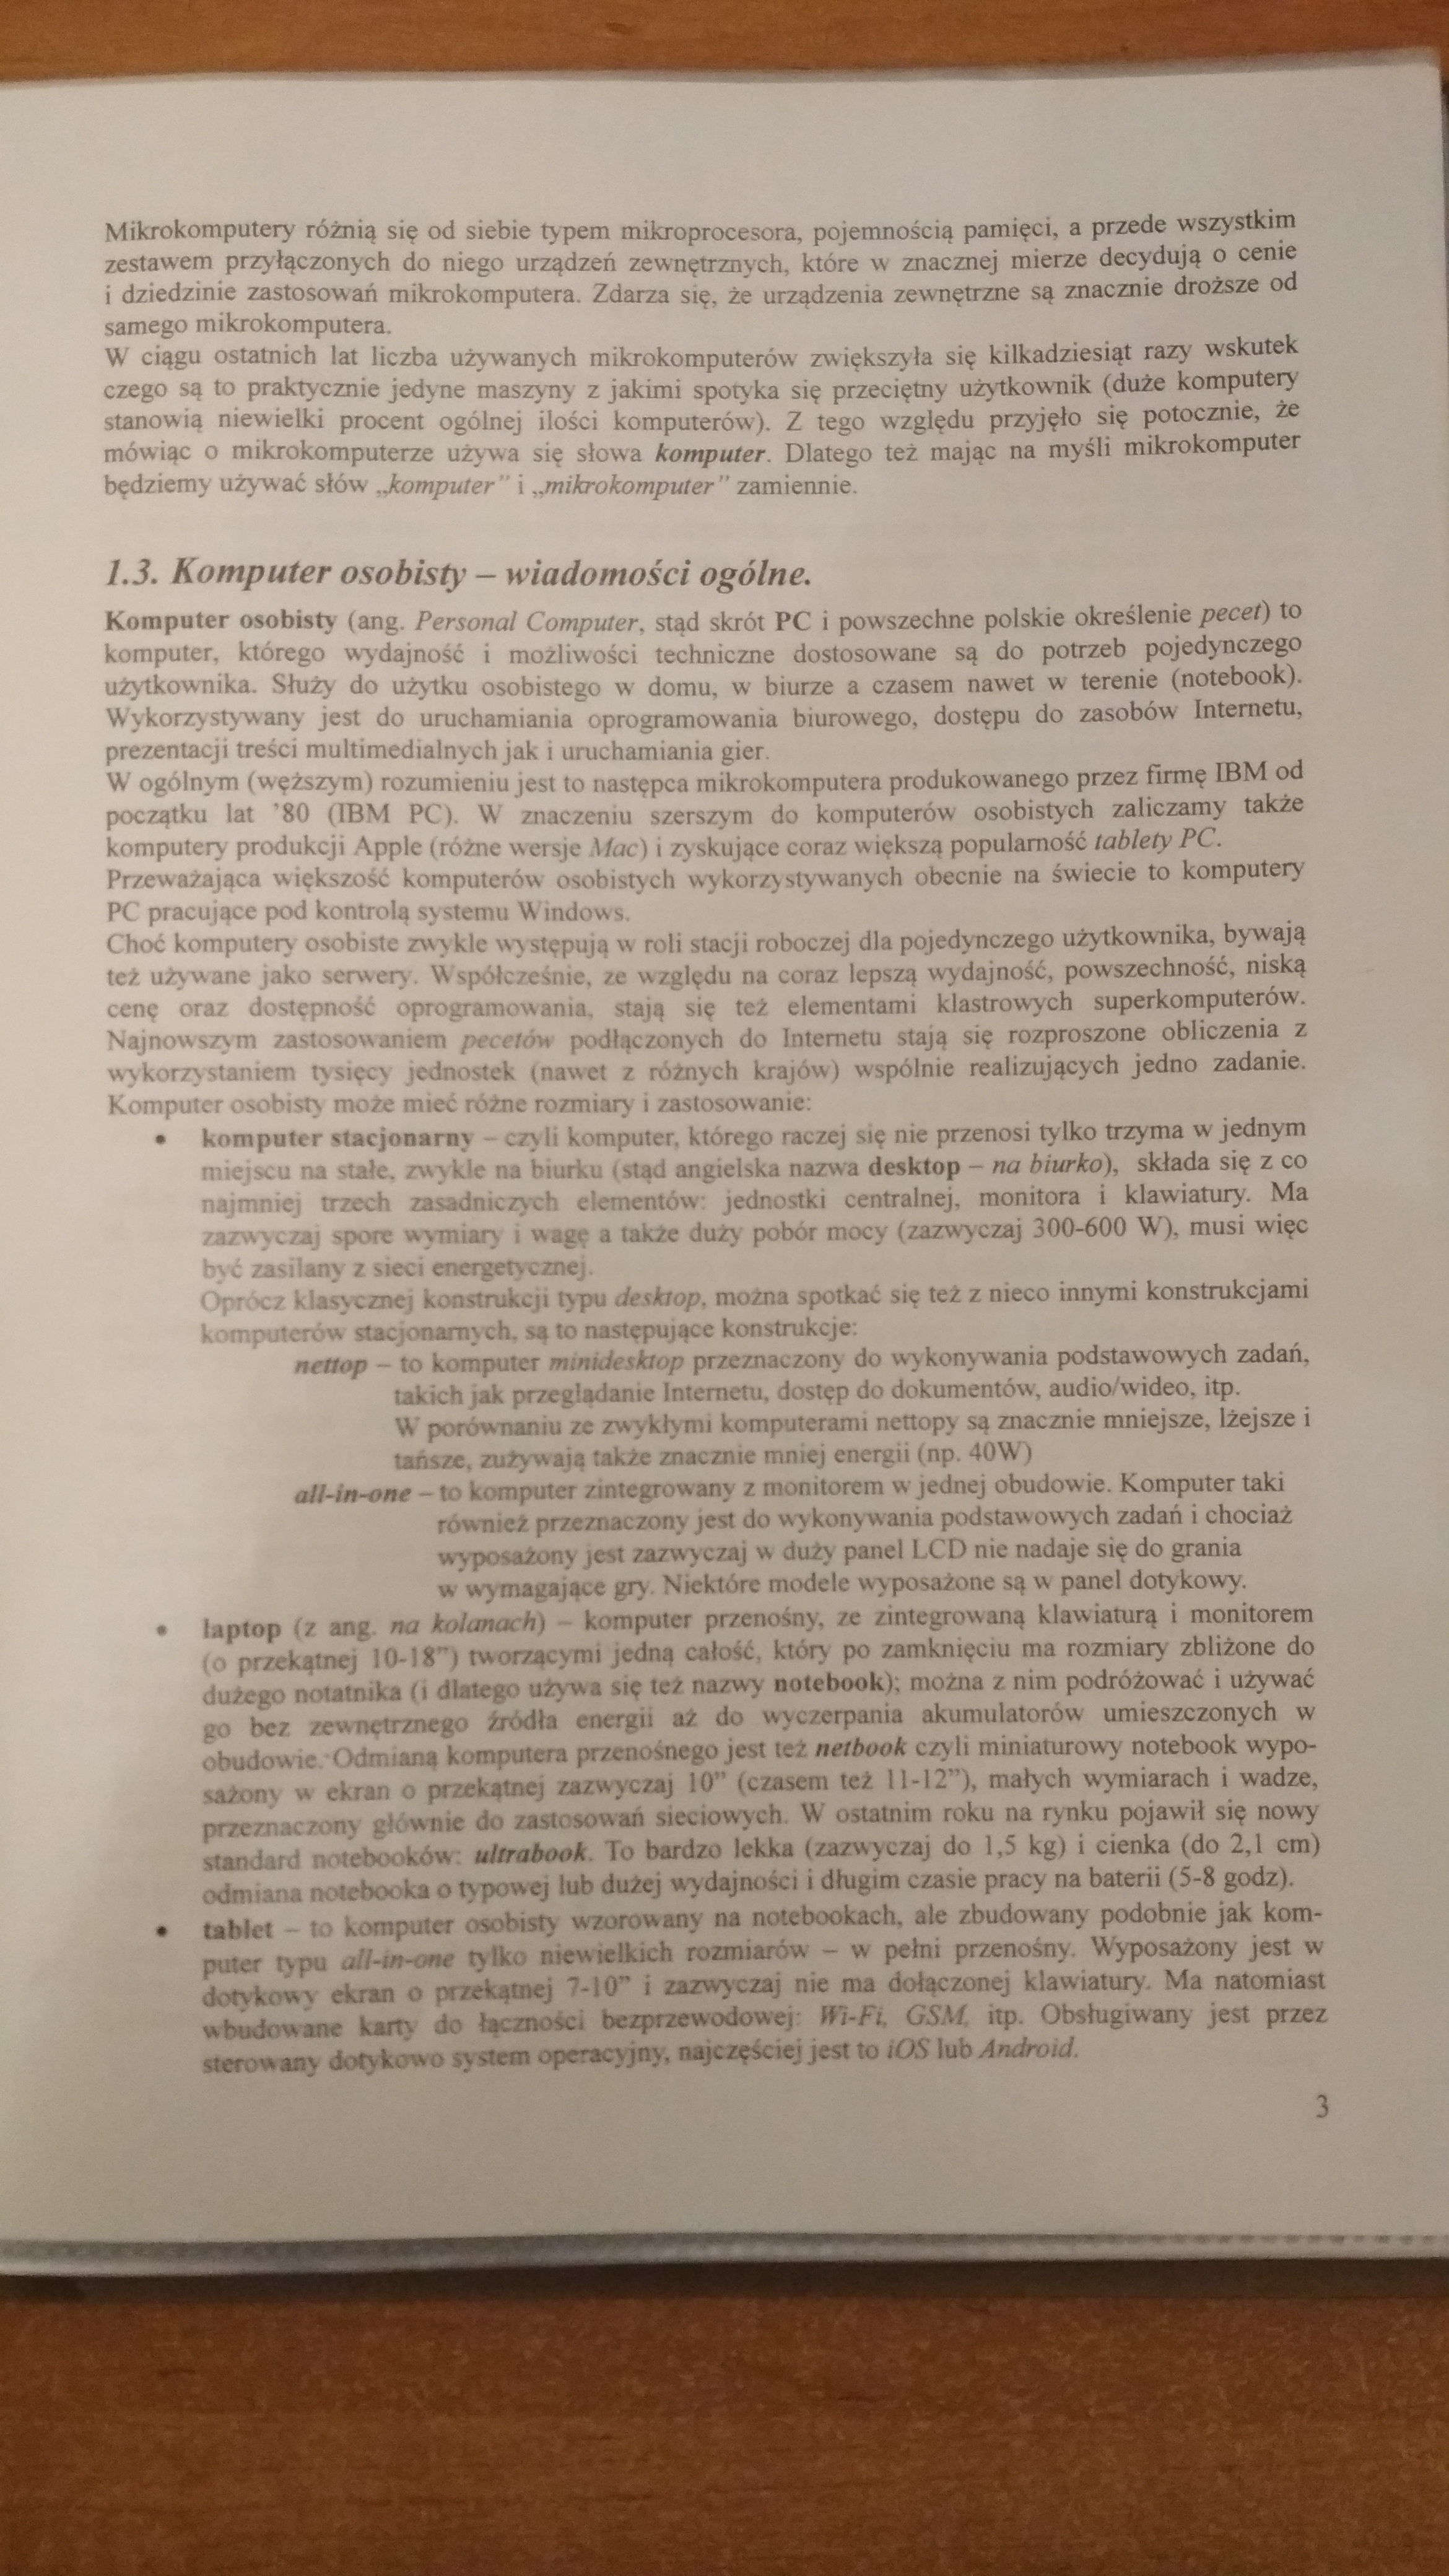 Mikrokomputery różnią się od siebie typem mikroprocesora, pojemnością pamięci, a przede wszystkim
zestawem przyłączonych do niego urządzeń zewnętrznych, które w znacznej mierze decydują o cenie
i dziedzinie zastosowań mikrokomputera. Zdarza się, że urządzenia zewnętrzne są znacznie droższe od
samego mikrokomputera.
W ciągu ostatnich lat liczba używanych mikrokomputerów zwiększyła się kilkadziesiąt razy wskutek
czego są to praktycznie jedyne maszyny z jakimi spotyka się przeciętny użytkownik (duże komputery
stanowią niewielki procent ogólnej ilości komputerów). Z tego względu przyjęło się potocznie, że
mówiąc o mikrokomputerze używa się słowa komputer. Dlatego też mając na myśli mikrokomputer
będziemy używać słów „komputer” i „mikrokomputer” zamiennie.
1.3. Komputer osobisty – wiadomości ogólne.
Komputer osobisty (ang. Personal Computer, stąd skrót PC i powszechne polskie określenie pecet) to
komputer, którego wydajność i możliwości techniczne dostosowane są do potrzeb pojedynczego
użytkownika. Służy do użytku osobistego w domu, w biurze a czasem nawet w terenie (notebook).
Wykorzystywany jest do uruchamiania oprogramowania biurowego, dostępu do zasobów Internetu,
prezentacji treści multimedialnych jak i uruchamiania gier.
W ogólnym (węższym) rozumieniu jest to następca mikrokomputera produkowanego przez firmę IBM od
początku lat ’80 (IBM PC). W znaczeniu szerszym do komputerów osobistych zaliczamy także
komputery produkcji Apple (różne wersje Mac) i zyskujące coraz większą popularność tablety PC.
Przeważająca większość komputerów osobistych wykorzystywanych obecnie na świecie to komputery
PC pracujące pod kontrolą systemu Windows.
Choć komputery osobiste zwykle występują w roli stacji roboczej dla pojedynczego użytkownika, bywają
też używane jako serwery. Współcześnie, ze względu na coraz lepszą wydajność, powszechność, niską
cenę oraz dostępność oprogramowania, stają się też elementami klastrowych superkomputerów.
Najnowszym zastosowaniem pecetów podłączonych do Internetu stają się rozproszone obliczenia z
wykorzystaniem tysięcy jednostek (nawet z różnych krajów) wspólnie realizujących jedno zadanie.
Komputer osobisty może mieć różne rozmiary i zastosowanie:
• komputer stacjonarny – czyli komputer, którego raczej się nie przenosi tylko trzyma w jednym
miejscu na stałe, zwykle na biurku (stąd angielska nazwa desktop – na biurko), składa się z co
najmniej trzech zasadniczych elementów: jednostki centralnej, monitora i klawiatury. Ma
zazwyczaj spore wymiary i wagę a także duży pobór mocy (zazwyczaj 300-600 W), musi więc
być zasilany z sieci energetycznej.
Oprócz klasycznej konstrukcji typu desktop, można spotkać się też z nieco innymi konstrukcjami
komputerów stacjonarnych, są to następujące konstrukcje:
nettop – to komputer minidesktop przeznaczony do wykonywania podstawowych zadań,
takich jak przeglądanie Internetu, dostęp do dokumentów, audio/wideo, itp.
W porównaniu ze zwykłymi komputerami nettopy są znacznie mniejsze, lżejsze i
tańsze, zużywają także znacznie mniej energii (np. 40W)
all-in-one – to komputer zintegrowany z monitorem w jednej obudowie. Komputer taki
również przeznaczony jest do wykonywania podstawowych zadań i chociaż
wyposażony jest zazwyczaj w duży panel LCD nie nadaje się do grania
w wymagające gry. Niektóre modele wyposażone są w panel dotykowy.
• laptop (z ang. na kolanach) – komputer przenośny, ze zintegrowaną klawiaturą i monitorem
(o przekątnej 10-18”) tworzącymi jedną całość, który po zamknięciu ma rozmiary zbliżone do
dużego notatnika (i dlatego używa się też nazwy notebook); można z nim podróżować i używać
go bez zewnętrznego źródła energii aż do wyczerpania akumulatorów umieszczonych w
obudowie. Odmianą komputera przenośnego jest też netbook czyli miniaturowy notebook wypo-
sażony w ekran o przekątnej zazwyczaj 10” (czasem też 11-12”), małych wymiarach i wadze,
przeznaczony głównie do zastosowań sieciowych. W ostatnim roku na rynku pojawił się nowy
standard notebooków: ultrabook. To bardzo lekka (zazwyczaj do 1,5 kg) i cienka (do 2,1 cm)
odmiana notebooka o typowej lub dużej wydajności i długim czasie pracy na baterii (5-8 godz).
• tablet – to komputer osobisty wzorowany na notebookach, ale zbudowany podobnie jak kom-
puter typu all-in-one tylko niewielkich rozmiarów – w pełni przenośny. Wyposażony jest w
dotykowy ekran o przekątnej 7-10” i zazwyczaj nie ma dołączonej klawiatury. Ma natomiast
wbudowane karty do łączności bezprzewodowej: Wi-Fi, GSM, itp. Obsługiwany jest przez
sterowany dotykowo system operacyjny, najczęściej jest to iOS lub Android.
3